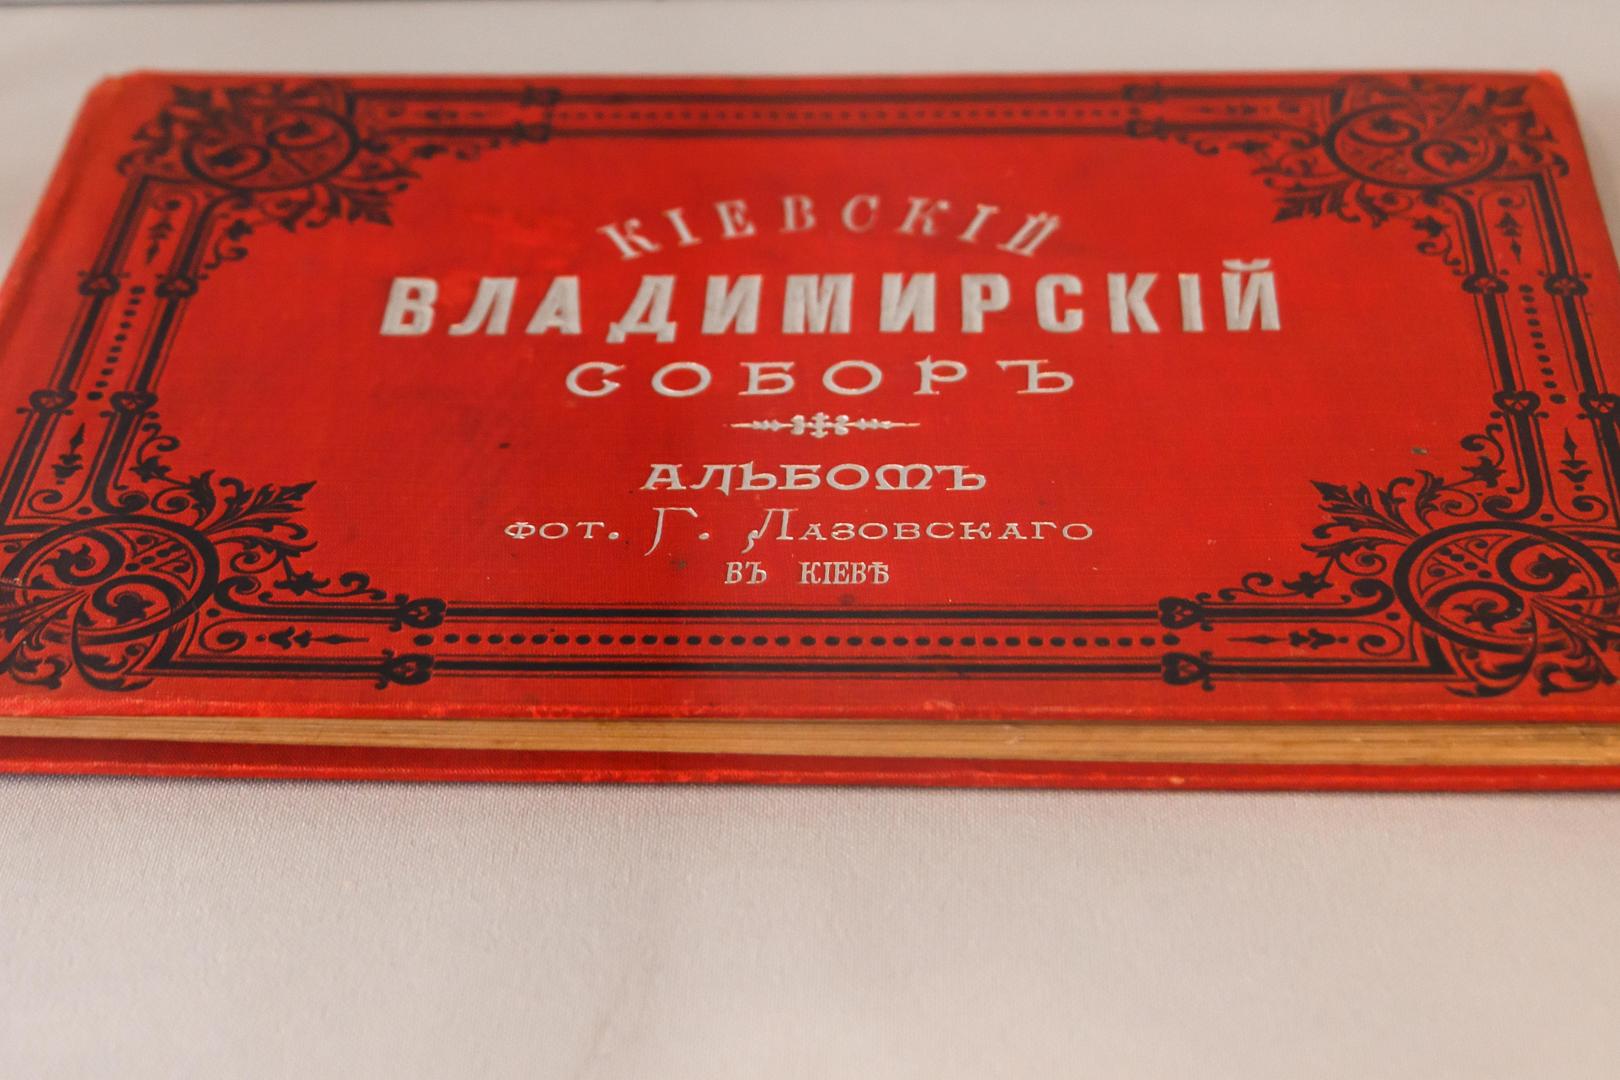 КІЕВСКІЙ
ВЛАДИМИРСКІЙ
СОБОРЪ
АЛЬБОМЪ
ФОТ. Г. ЛАЗОВСКАГО
ВЪ КІЕВѢ